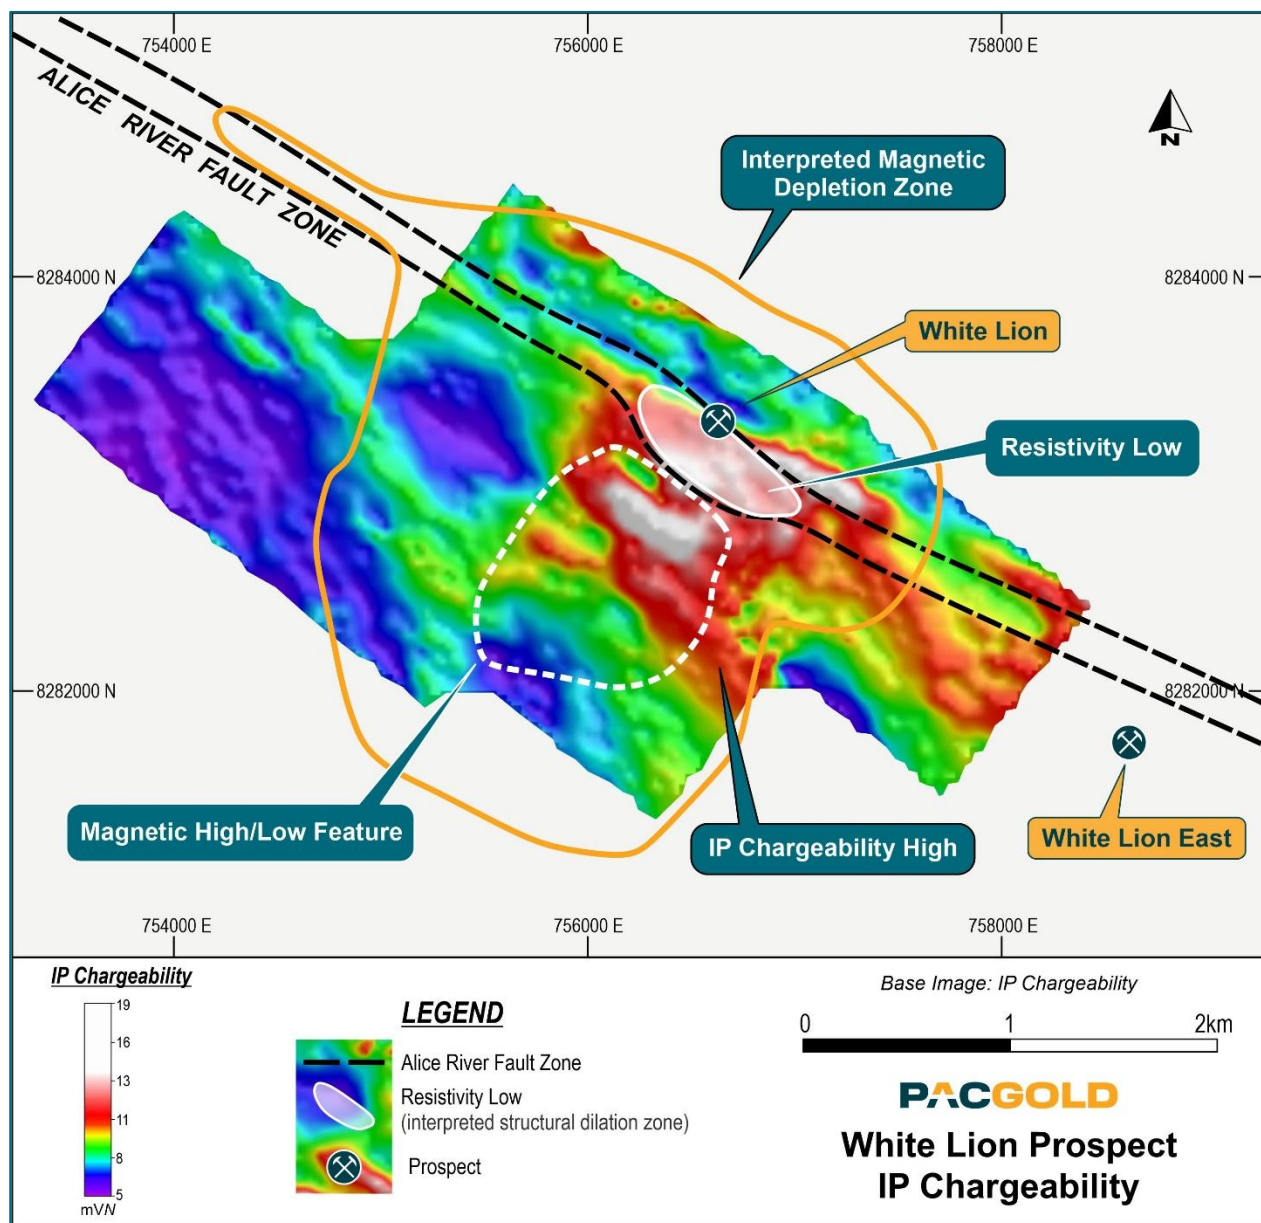 754000 E
756000 E
758000 E
ALICE RIVER FAULT ZONE
N
Interpreted Magnetic
Depletion Zone
8284000 N
8284000 N
White Lion
Resistivity Low
8282000 N
8282000 N
Magnetic High/Low Feature
IP Chargeability High
White Lion East
754000 E
756000 E
758000 E
IP Chargeability
19
16
13
11
8
5
mV/V
LEGEND
Alice River Fault Zone
Resistivity Low
(interpreted structural dilation zone)
Prospect
Base Image: IP Chargeability
0 1 2km
PACGOLD
White Lion Prospect
IP Chargeability